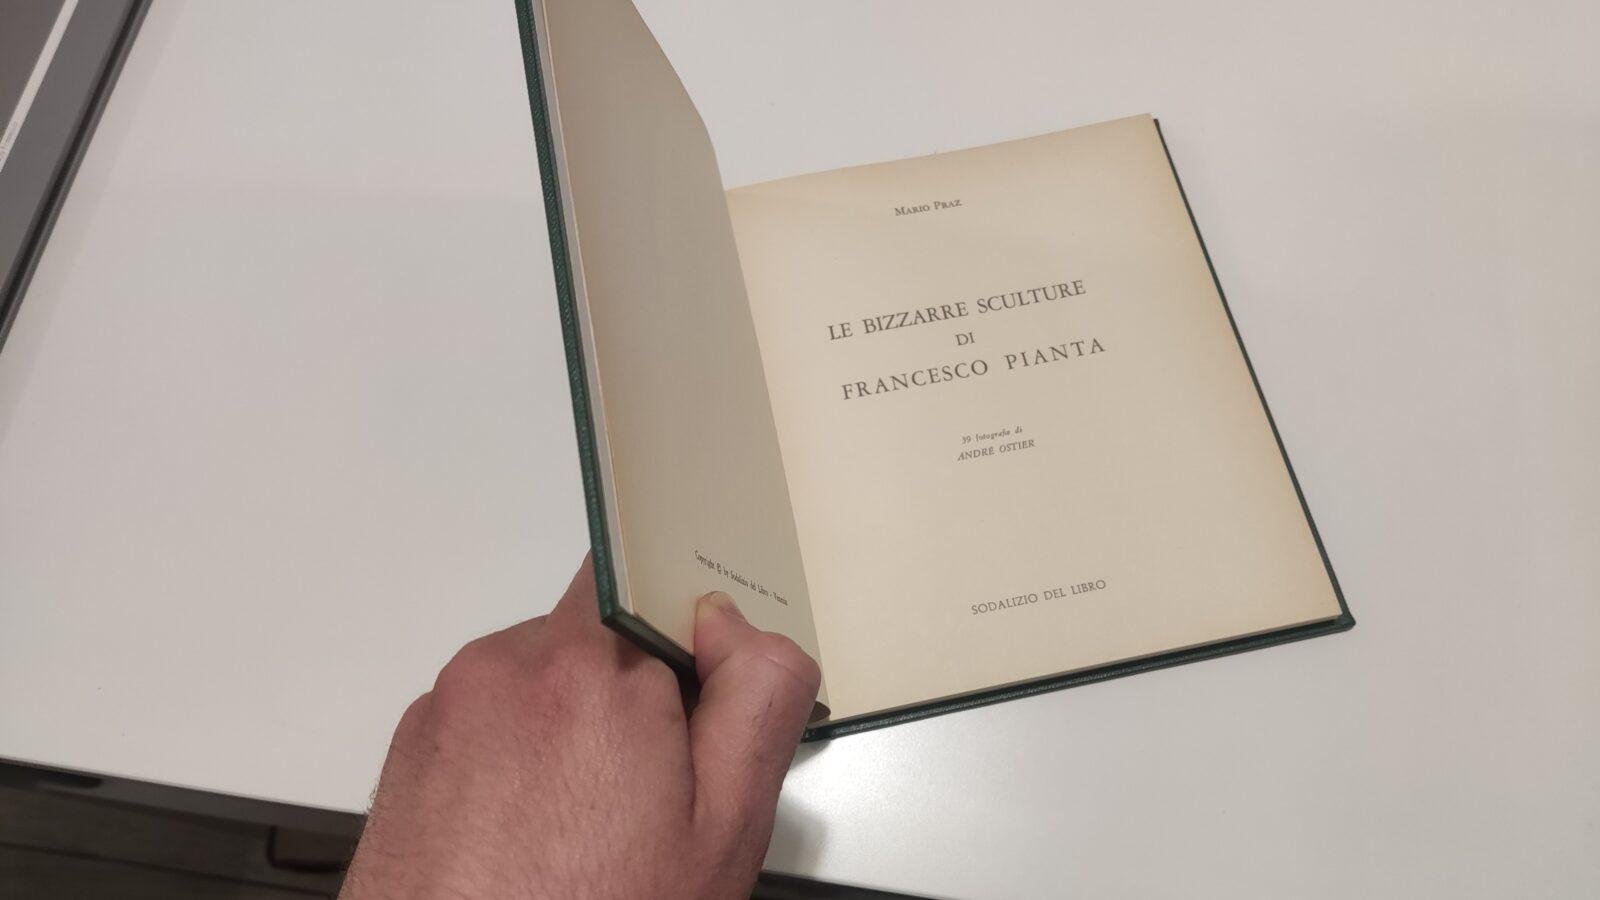 Copyright © by Sodalizio del Libro - Venezia
MARIO PRAZ
LE BIZZARRE SCULTURE
DI
FRANCESCO PIANTA
39 fotografie di
ANDRÉ OSTIER
SODALIZIO DEL LIBRO